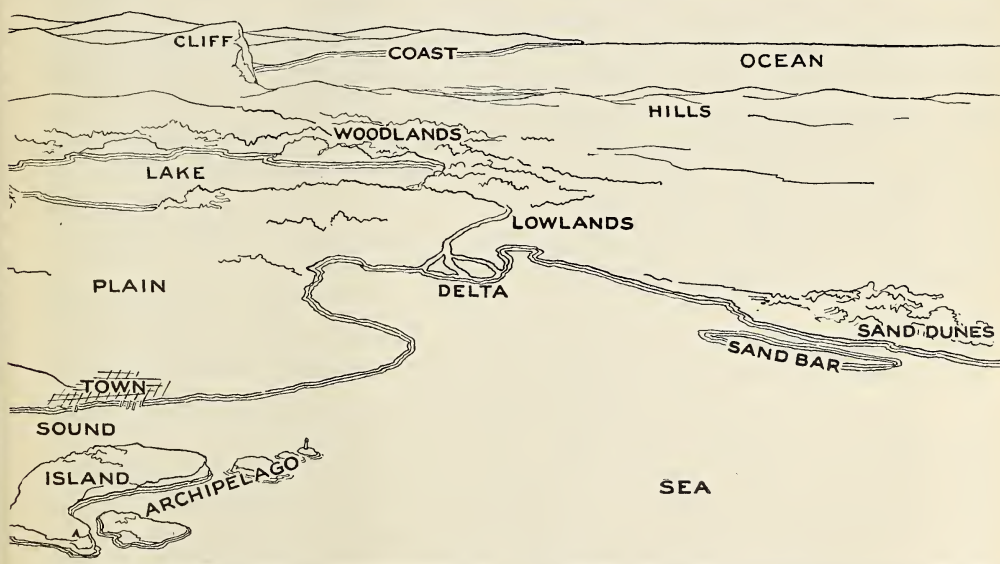 CLIFF
COAST
OCEAN
HILLS
WOODLANDS
LAKE
LOWLANDS
PLAIN
DELTA
SAND DUNES
SAND BAR
TOWN
SOUND
ISLAND
ARCHIPELAGO
SEA